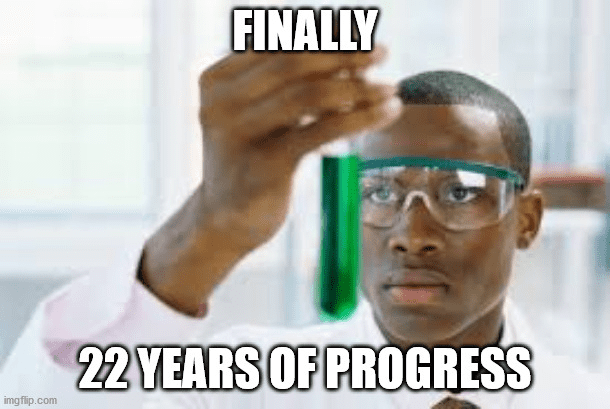 FINALLY
22 YEARS OF PROGRESS
imgflip.com